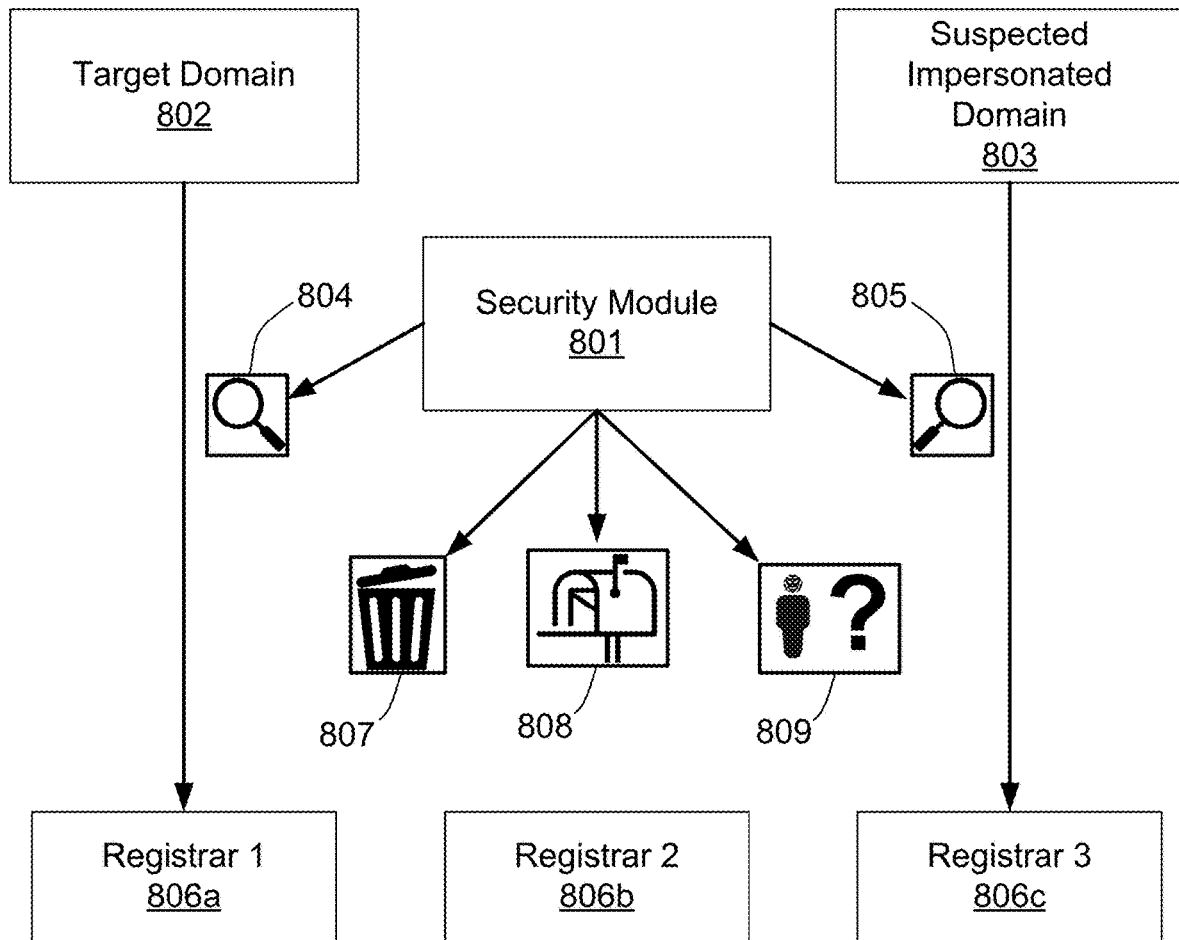 Target Domain
802
Suspected
Impersonated
Domain
803
Security Module
801
804
805
?
807
808
809
Registrar 1
806a
Registrar 2
806b
Registrar 3
806c